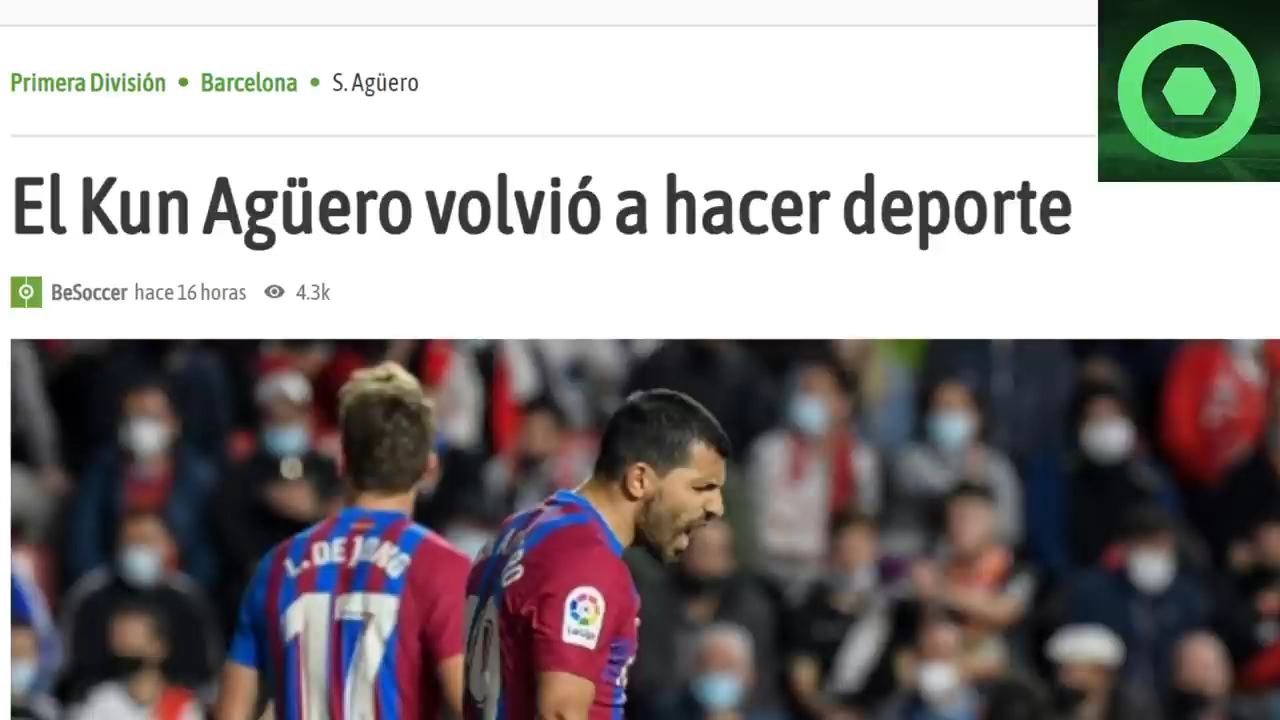 Primera División • Barcelona • S. Agüero
El Kun Agüero volvió a hacer deporte
BeSoccer hace 16 horas 4.3k
L. DE JONG
17
LaLiga